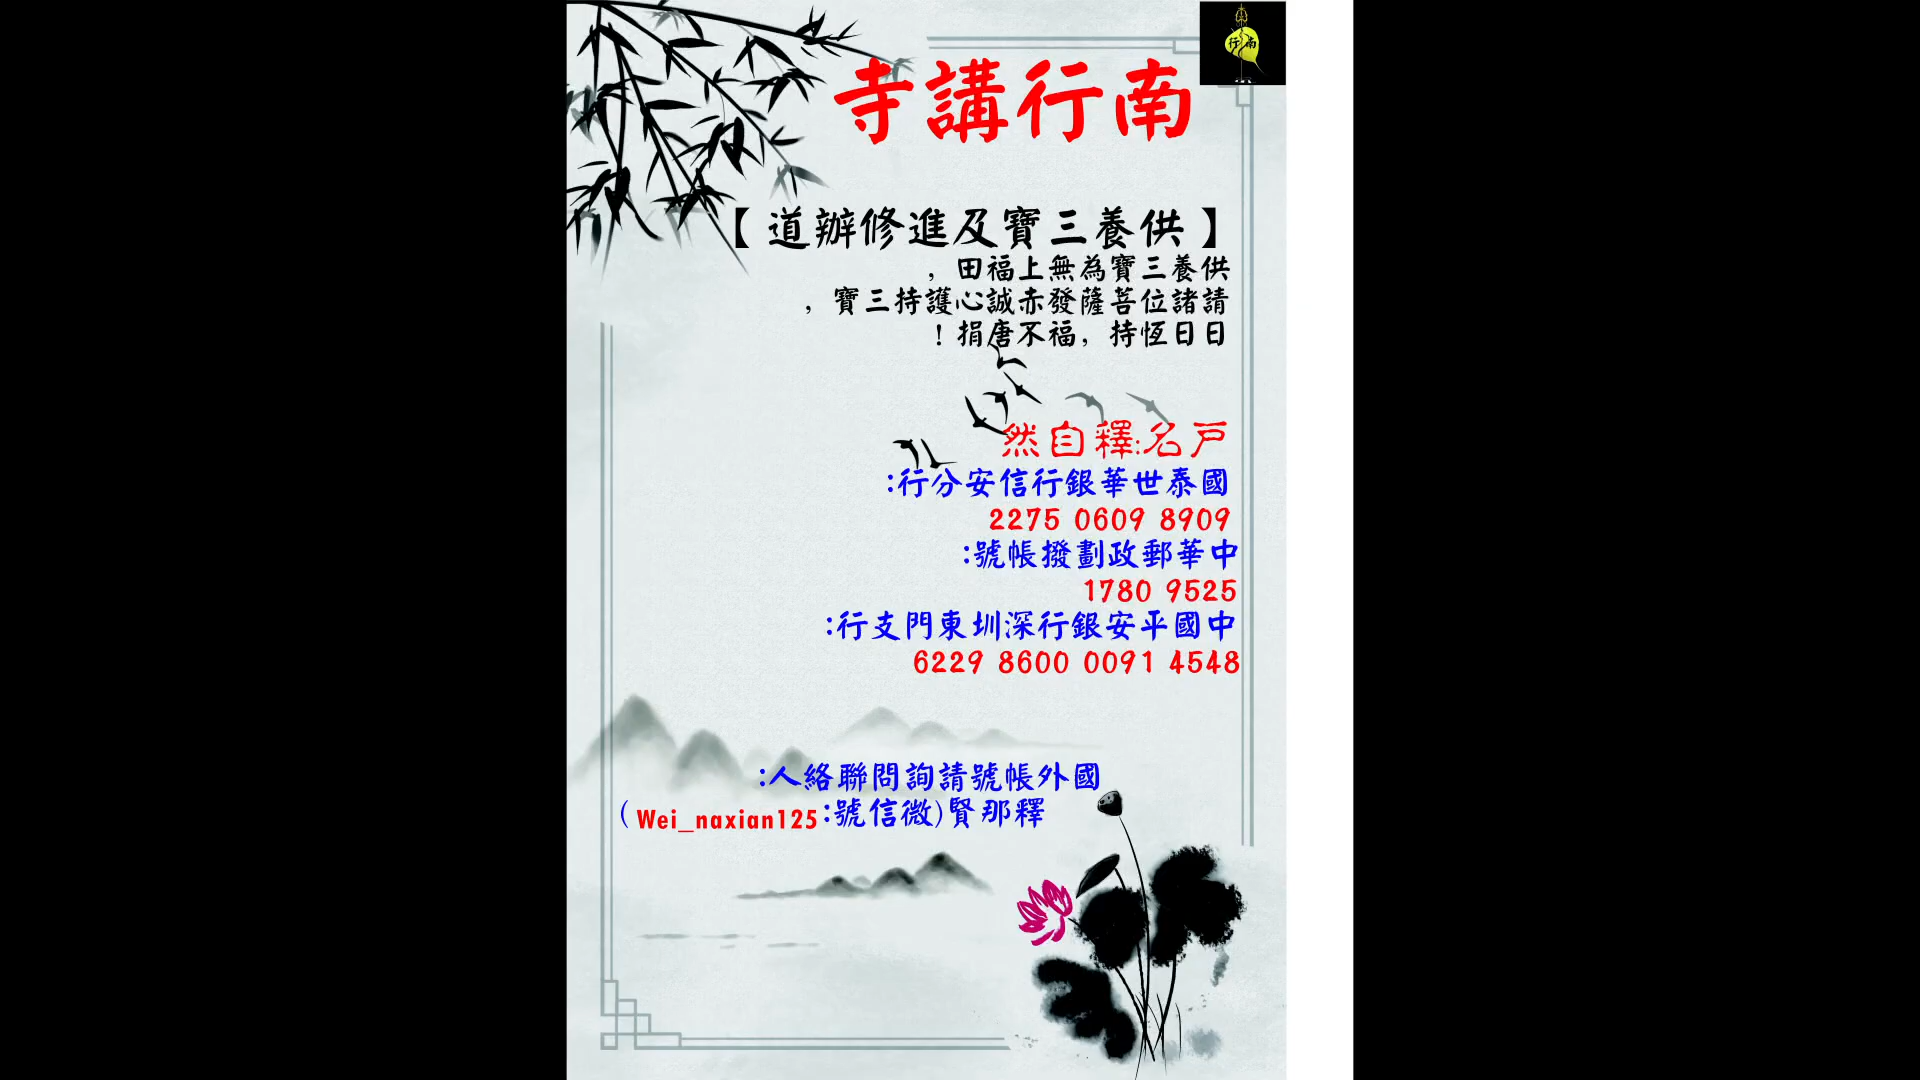 南行
南行講寺
【供養三寶及進修辦道】
供養三寶為無上福田,
請諸位菩薩發赤誠心護持三寶,
日日恆持,福不唐捐!
戶名:釋自然
國泰世華銀行信安分行:
2275 0609 8909
中華郵政劃撥帳號:
1780 9525
中國平安銀行深圳東門支行:
6229 8600 0091 4548
國外帳號請詢問聯絡人:
釋那賢(微信號:Wei_naxian125)